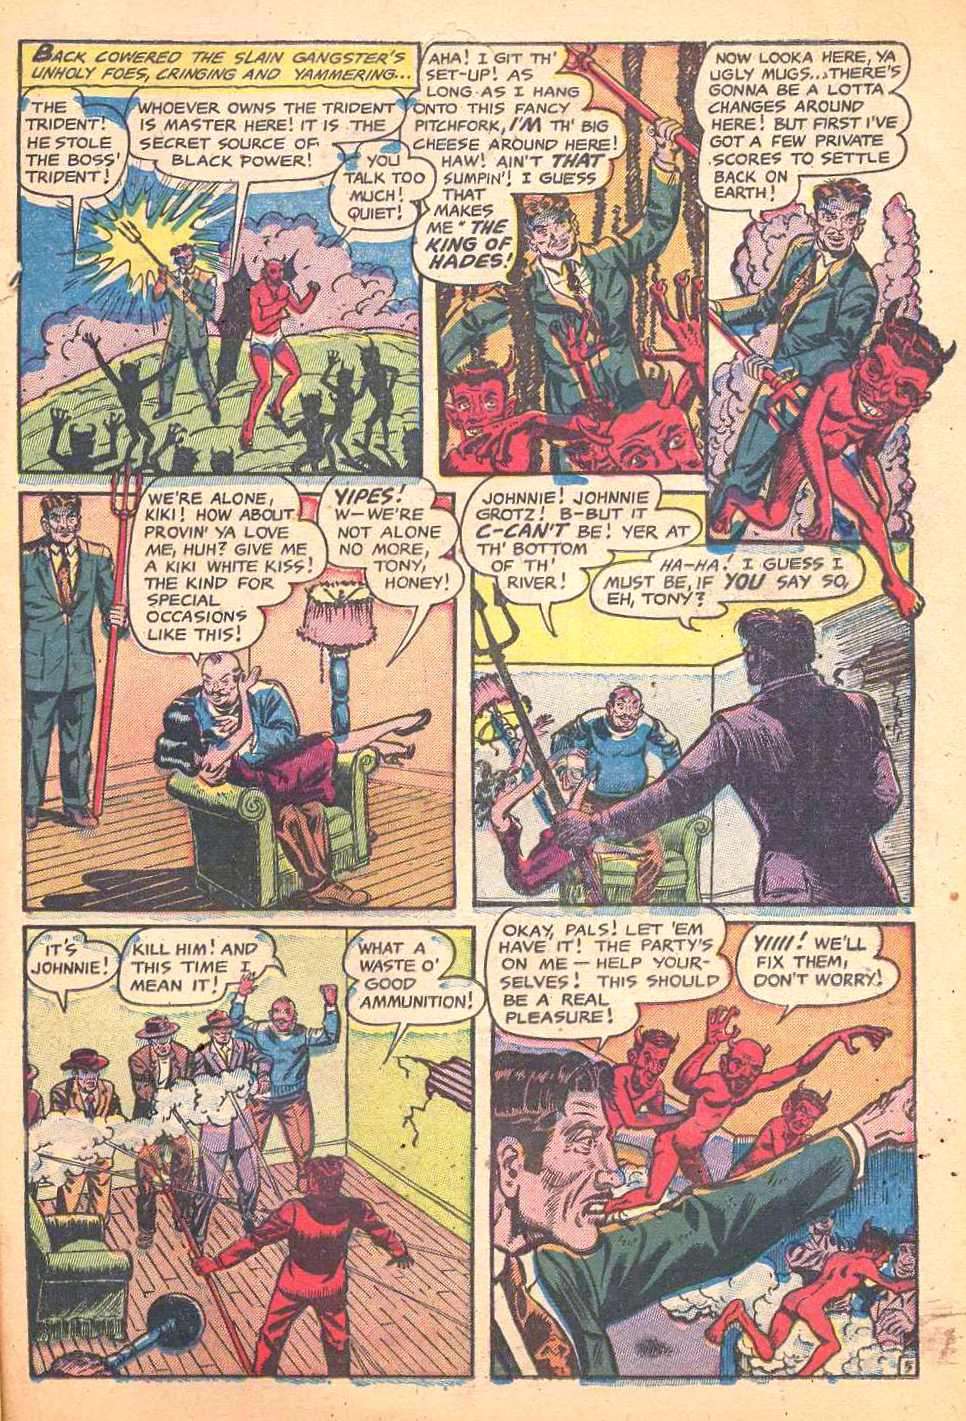 BACK COWERED THE SLAIN GANGSTER'S
UNHOLY FOES, CRINGING AND YAMMERING...
THE
TRIDENT!
HE STOLE
THE BOSS'
TRIDENT!
WHOEVER OWNS THE TRIDENT
IS MASTER HERE! IT IS THE
SECRET SOURCE OF
BLACK POWER!
YOU
TALK TOO
MUCH!
QUIET!
AHA! I GIT TH'
SET-UP! AS
LONG AS I HANG
ONTO THIS FANCY
PITCHFORK, I'M TH' BIG
CHEESE AROUND HERE!
HAW! AIN'T THAT
SUMPIN'! I GUESS
THAT
MAKES
ME "THE
KING OF
HADES!
NOW LOOKA HERE, YA
UGLY MUGS...THERE'S
GONNA BE A LOTTA
CHANGES AROUND
HERE! BUT FIRST I'VE
GOT A FEW PRIVATE
SCORES TO SETTLE
BACK ON
EARTH!
WE'RE ALONE,
KIKI! HOW ABOUT
PROVIN' YA LOVE
ME, HUH? GIVE ME
A KIKI WHITE KISS!
THE KIND FOR
SPECIAL
OCCASIONS
LIKE THIS!
YIPES!
W-WE'RE
NOT ALONE
NO MORE,
TONY,
HONEY!
JOHNNIE! JOHNNIE
GROTZ! B-BUT IT
C-CAN'T BE! YER AT
TH' BOTTOM
OF TH'
RIVER!
HA-HA! I GUESS I
MUST BE, IF YOU SAY SO,
EH, TONY?
IT'S
JOHNNIE!
KILL HIM! AND
THIS TIME I
MEAN IT!
WHAT A
WASTE O'
GOOD
AMMUNITION!
OKAY, PALS! LET 'EM
HAVE IT! THE PARTY'S
ON ME — HELP YOUR-
SELVES! THIS SHOULD
BE A REAL
PLEASURE!
YIIII! WE'LL
FIX THEM,
DON'T WORRY!
5